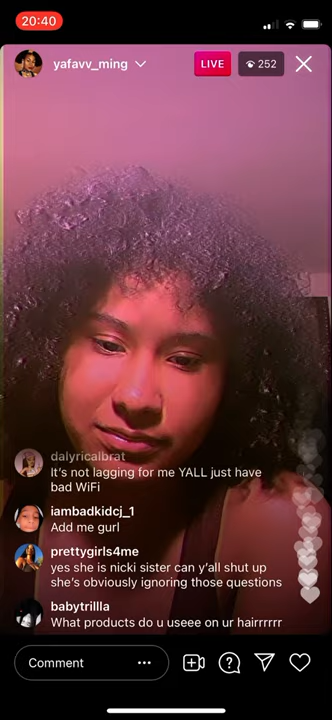 20:40
yafavv_ming
LIVE
252
dalyricalbrat
It's not lagging for me YALL just have
bad WiFi
iambadkidcj_1
Add me gurl
prettygirls4me
yes she is nicki sister can y'all shut up
she's obviously ignoring those questions
babytrillla
What products do u useee on ur hairrrrrr
Comment